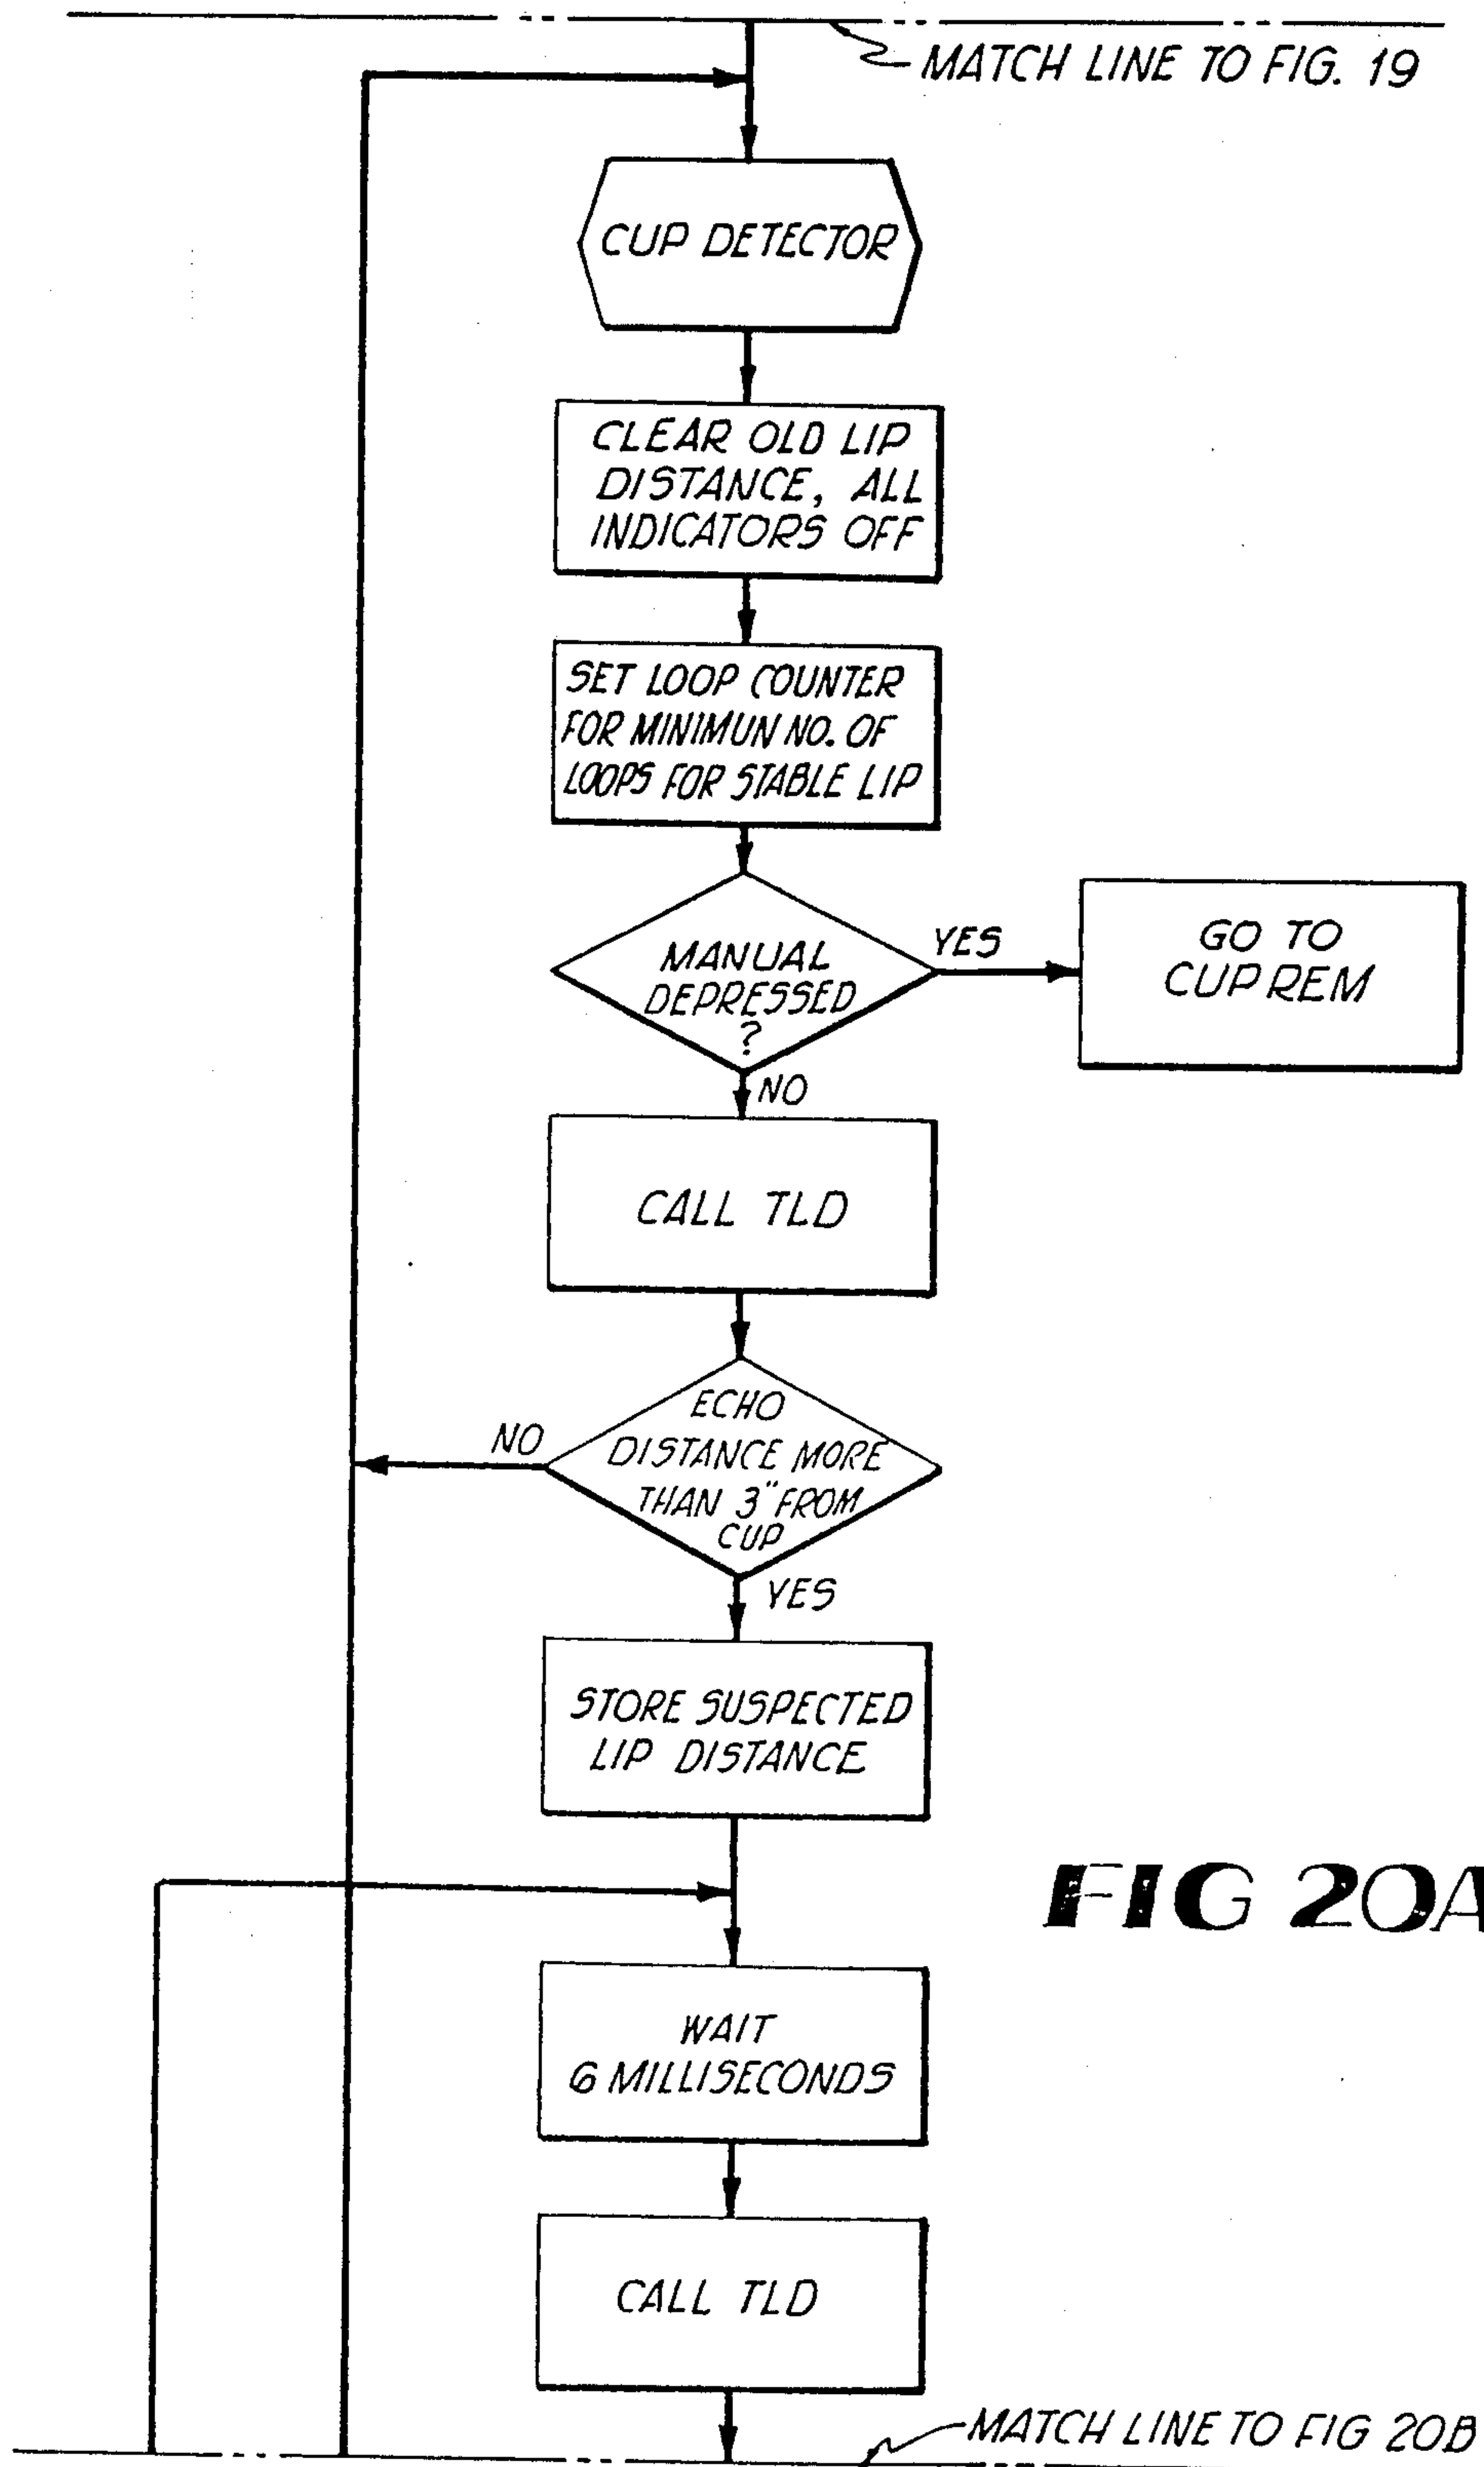 MATCH LINE TO FIG. 19
CUP DETECTOR
CLEAR OLD LIP
DISTANCE, ALL
INDICATORS OFF
SET LOOP COUNTER
FOR MINIMUN NO. OF
LOOPS FOR STABLE LIP
MANUAL
DEPRESSED
?
YES
GO TO
CUP REM
NO
CALL TLD
ECHO
DISTANCE MORE
THAN 3" FROM
CUP
NO
YES
STORE SUSPECTED
LIP DISTANCE
FIG 20A
WAIT
6 MILLISECONDS
CALL TLD
MATCH LINE TO FIG 20B